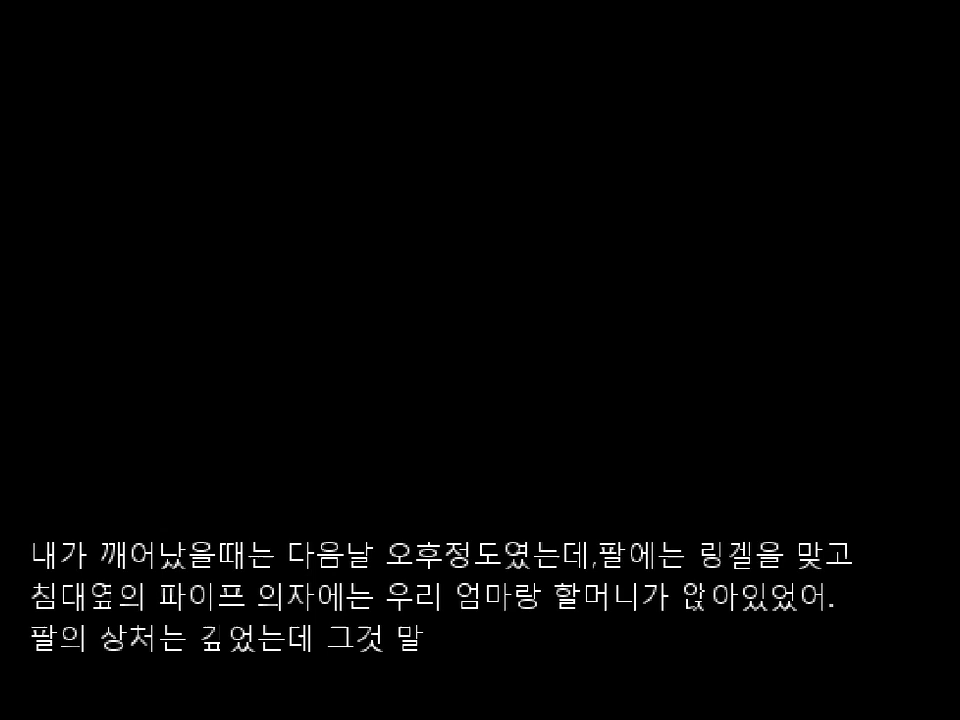 내가 깨어났을때는 다음날 오후정도였는데,팔에는 링겔을 맞고
침대옆의 파이프 의자에는 우리 엄마랑 할머니가 앉아있었어.
팔의 상처는 깊었는데 그것 말